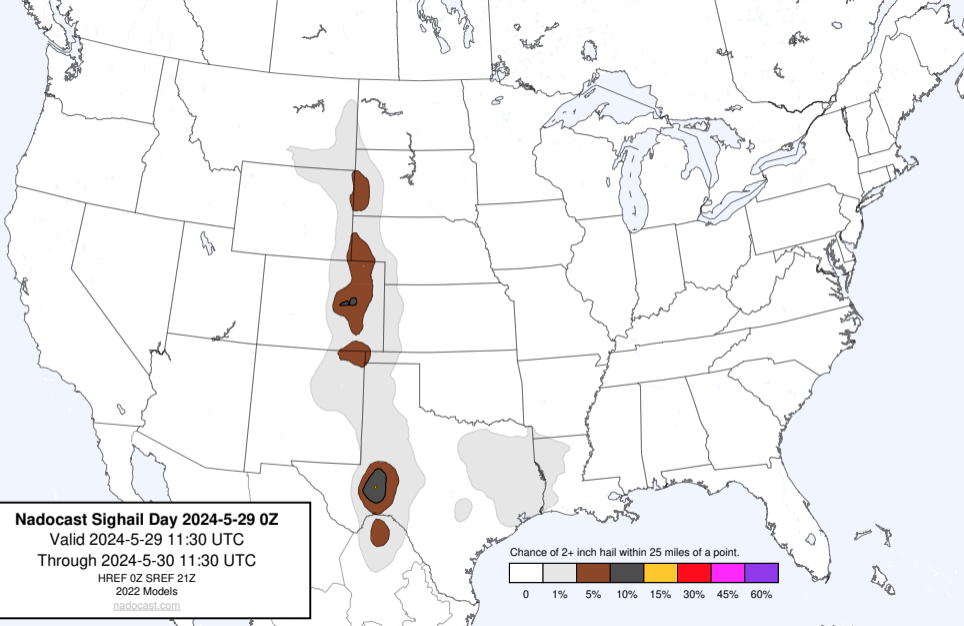 Nadocast Sighail Day 2024-5-29 0Z
Valid 2024-5-29 11:30 UTC
Through 2024-5-30 11:30 UTC
HREF 0Z SREF 21Z
2022 Models
nadocast.com
Chance of 2+ inch hail within 25 miles of a point.
0 1% 5% 10% 15% 30% 45% 60%